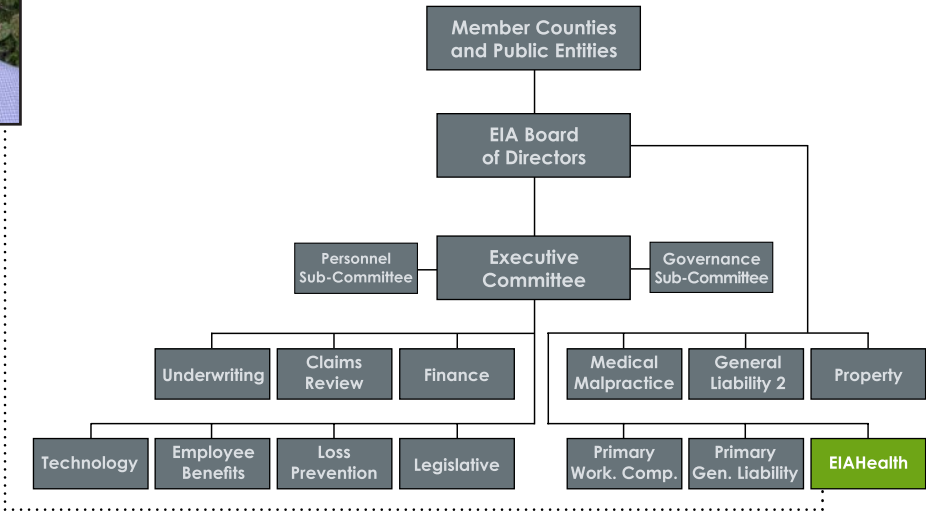 Member Counties
and Public Entities
EIA Board
of Directors
Personnel
Sub-Committee
Executive
Committee
Governance
Sub-Committee
Underwriting
Claims
Review
Finance
Medical
Malpractice
General
Liability 2
Property
Technology
Employee
Benefits
Loss
Prevention
Legislative
Primary
Work. Comp.
Primary
Gen. Liability
EIAHealth